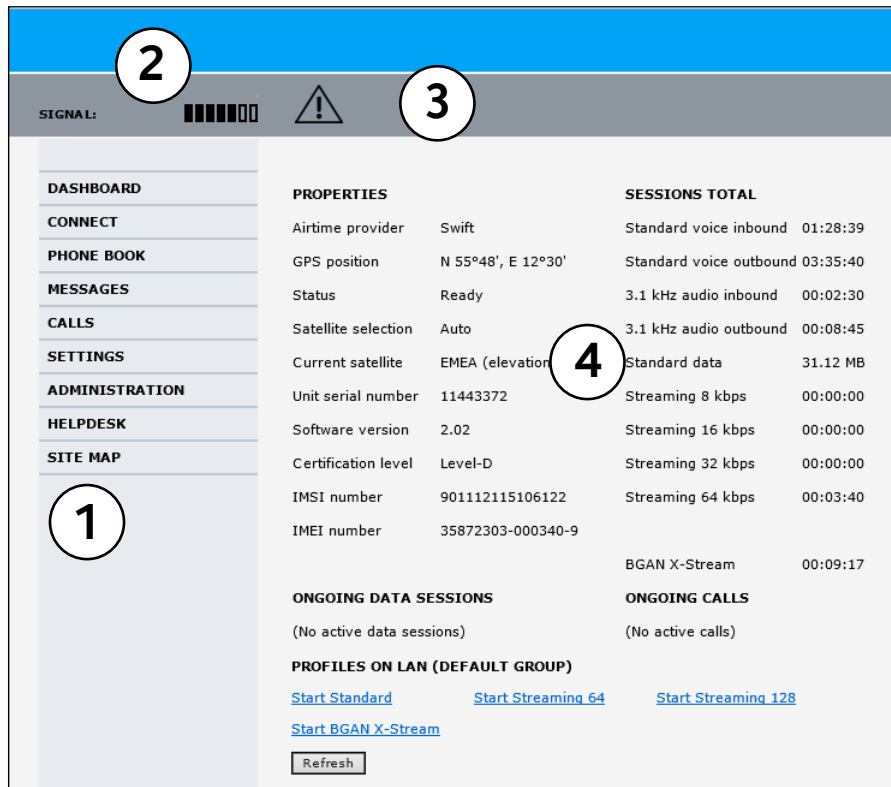 2
3
SIGNAL:
DASHBOARD
CONNECT
PHONE BOOK
MESSAGES
CALLS
SETTINGS
ADMINISTRATION
HELPDESK
SITE MAP
1
PROPERTIES
Airtime provider Swift
GPS position N 55°48', E 12°30'
Status Ready
Satellite selection Auto
Current satellite EMEA (elevation
Unit serial number 11443372
Software version 2.02
Certification level Level-D
IMSI number 901112115106122
IMEI number 35872303-000340-9
4
SESSIONS TOTAL
Standard voice inbound 01:28:39
Standard voice outbound 03:35:40
3.1 kHz audio inbound 00:02:30
3.1 kHz audio outbound 00:08:45
Standard data 31.12 MB
Streaming 8 kbps 00:00:00
Streaming 16 kbps 00:00:00
Streaming 32 kbps 00:00:00
Streaming 64 kbps 00:03:40
BGAN X-Stream 00:09:17
ONGOING DATA SESSIONS
(No active data sessions)
ONGOING CALLS
(No active calls)
PROFILES ON LAN (DEFAULT GROUP)
Start Standard Start Streaming 64 Start Streaming 128
Start BGAN X-Stream
Refresh